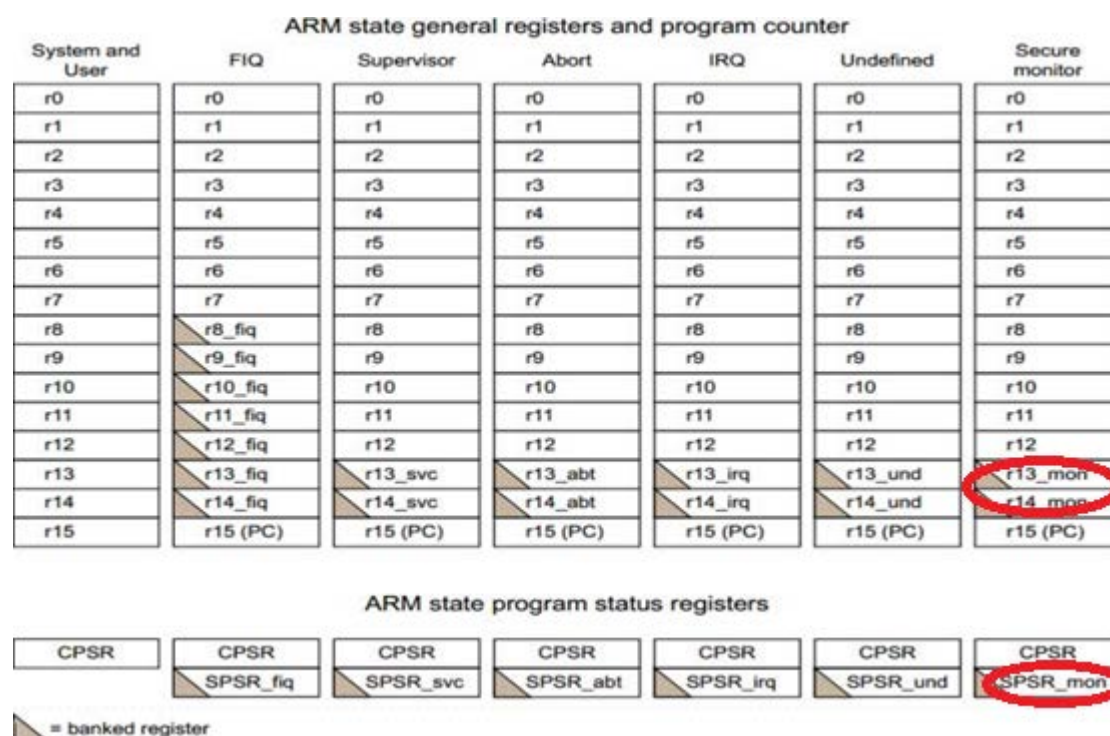 ARM state general registers and program counter
System and User FIQ Supervisor Abort IRQ Undefined Secure monitor
r0 r0 r0 r0 r0 r0 r0
r1 r1 r1 r1 r1 r1 r1
r2 r2 r2 r2 r2 r2 r2
r3 r3 r3 r3 r3 r3 r3
r4 r4 r4 r4 r4 r4 r4
r5 r5 r5 r5 r5 r5 r5
r6 r6 r6 r6 r6 r6 r6
r7 r7 r7 r7 r7 r7 r7
r8 r8_fiq r8 r8 r8 r8 r8
r9 r9_fiq r9 r9 r9 r9 r9
r10 r10_fiq r10 r10 r10 r10 r10
r11 r11_fiq r11 r11 r11 r11 r11
r12 r12_fiq r12 r12 r12 r12 r12
r13 r13_fiq r13_svc r13_abt r13_irq r13_und r13_mon
r14 r14_fiq r14_svc r14_abt r14_irq r14_und r14_mon
r15 r15 (PC) r15 (PC) r15 (PC) r15 (PC) r15 (PC) r15 (PC)
ARM state program status registers
CPSR CPSR CPSR CPSR CPSR CPSR CPSR
SPSR_fiq SPSR_svc SPSR_abt SPSR_irq SPSR_und SPSR_mon
= banked register